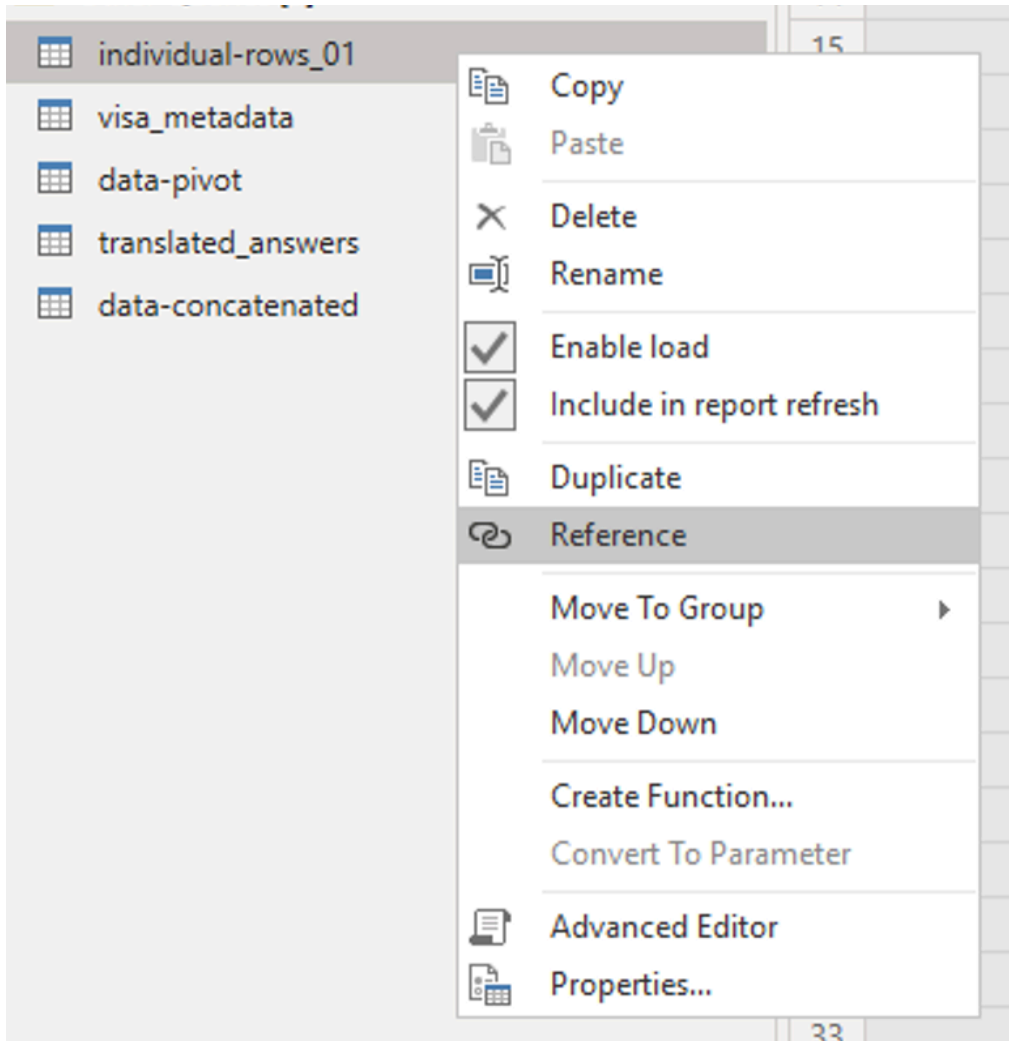 individual-rows_01
visa_metadata
data-pivot
translated_answers
data-concatenated
15
Copy
Paste
Delete
Rename
Enable load
Include in report refresh
Duplicate
Reference
Move To Group
Move Up
Move Down
Create Function...
Convert To Parameter
Advanced Editor
Properties...
33